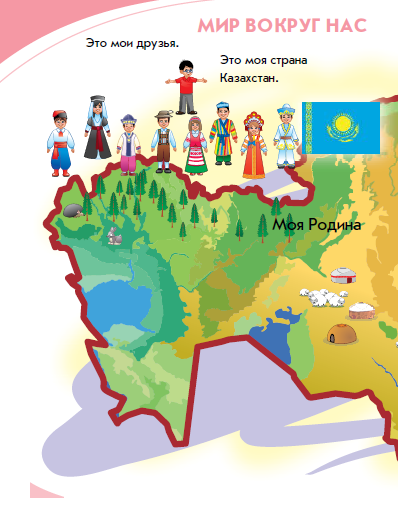 МИР ВОКРУГ НАС
Это мои друзья.
Это моя страна
Казахстан.
Моя Родина